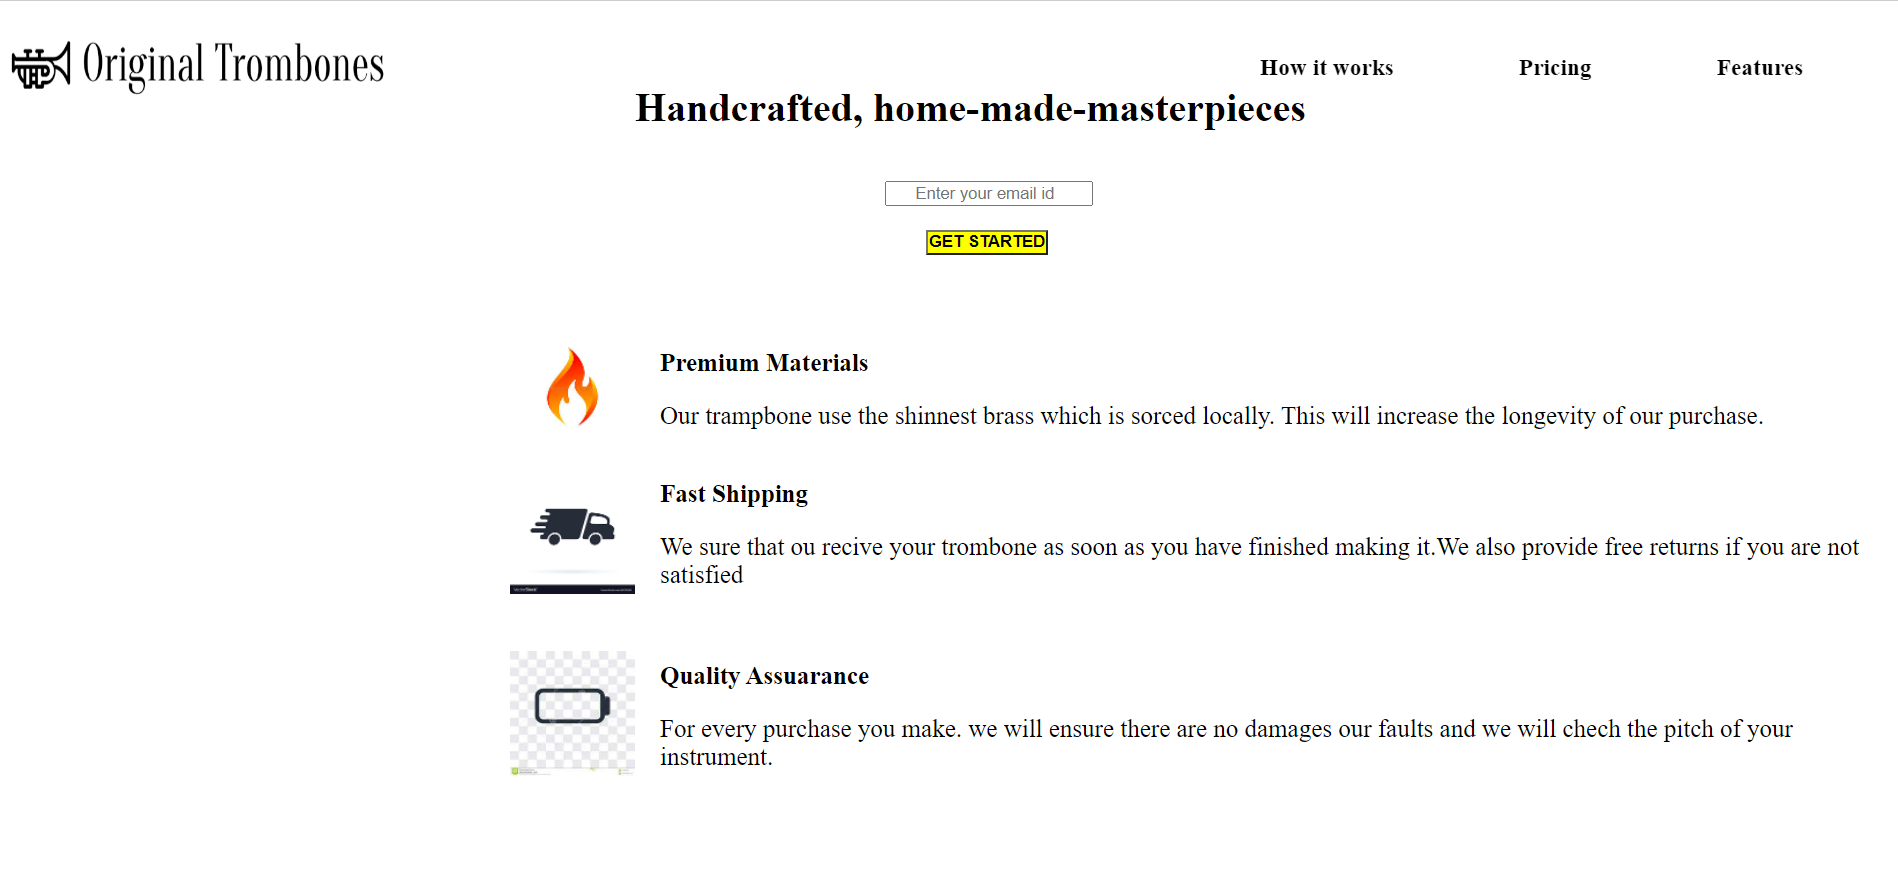 Original Trombones
How it works
Pricing
Features
Handcrafted, home-made-masterpieces
Enter your email id
GET STARTED
Premium Materials
Our trampbone use the shinnest brass which is sorced locally. This will increase the longevity of our purchase.
Fast Shipping
We sure that ou recive your trombone as soon as you have finished making it.We also provide free returns if you are not
satisfied
Quality Assuarance
For every purchase you make. we will ensure there are no damages our faults and we will chech the pitch of your
instrument.